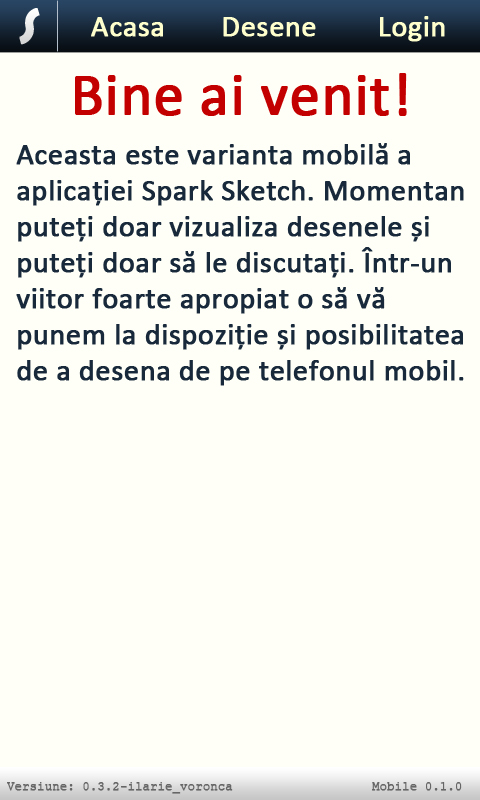 Acasa Desene Login
Bine ai venit!
Aceasta este varianta mobilă a
aplicației Spark Sketch. Momentan
puteți doar vizualiza desenele și
puteți doar să le discutați. Într-un
viitor foarte apropiat o să vă
punem la dispoziție și posibilitatea
de a desena de pe telefonul mobil.
Versiune: 0.3.2-ilarie_voronca Mobile 0.1.0